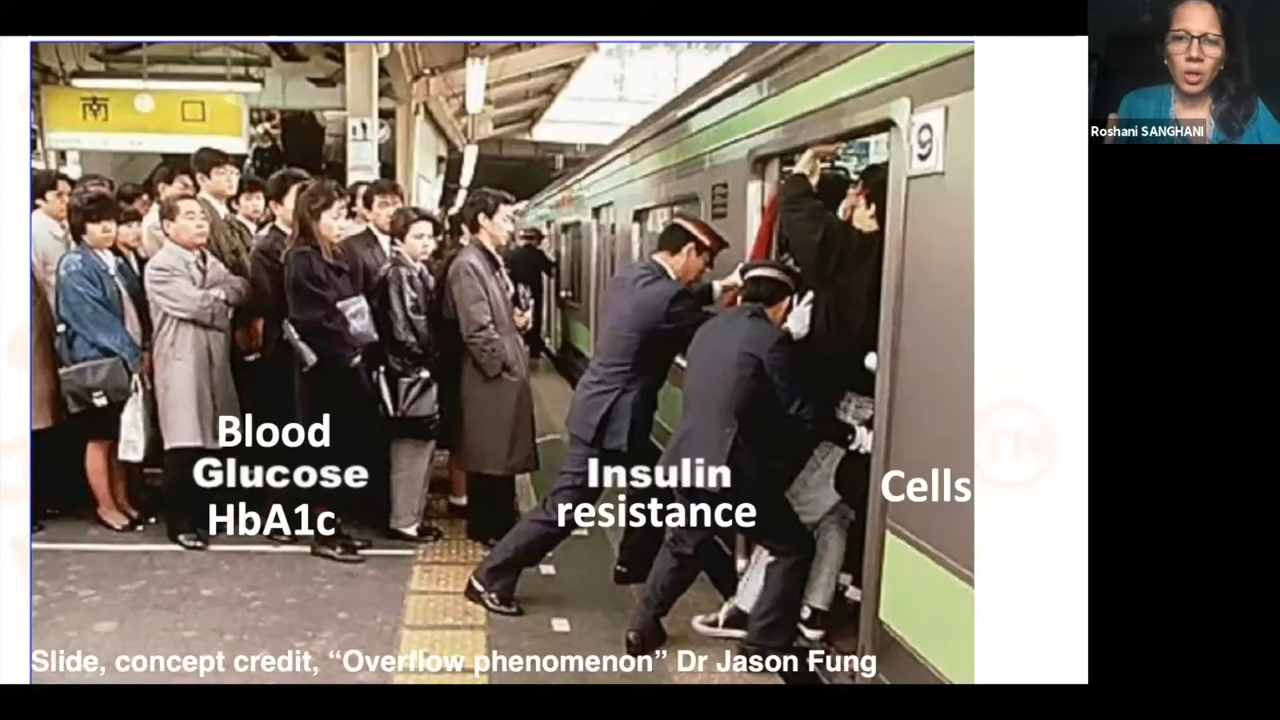 南 口
9
Roshani SANGHANI
Blood
Glucose
HbA1c
Insulin
resistance
Cells
Slide, concept credit, “Overflow phenomenon” Dr Jason Fung